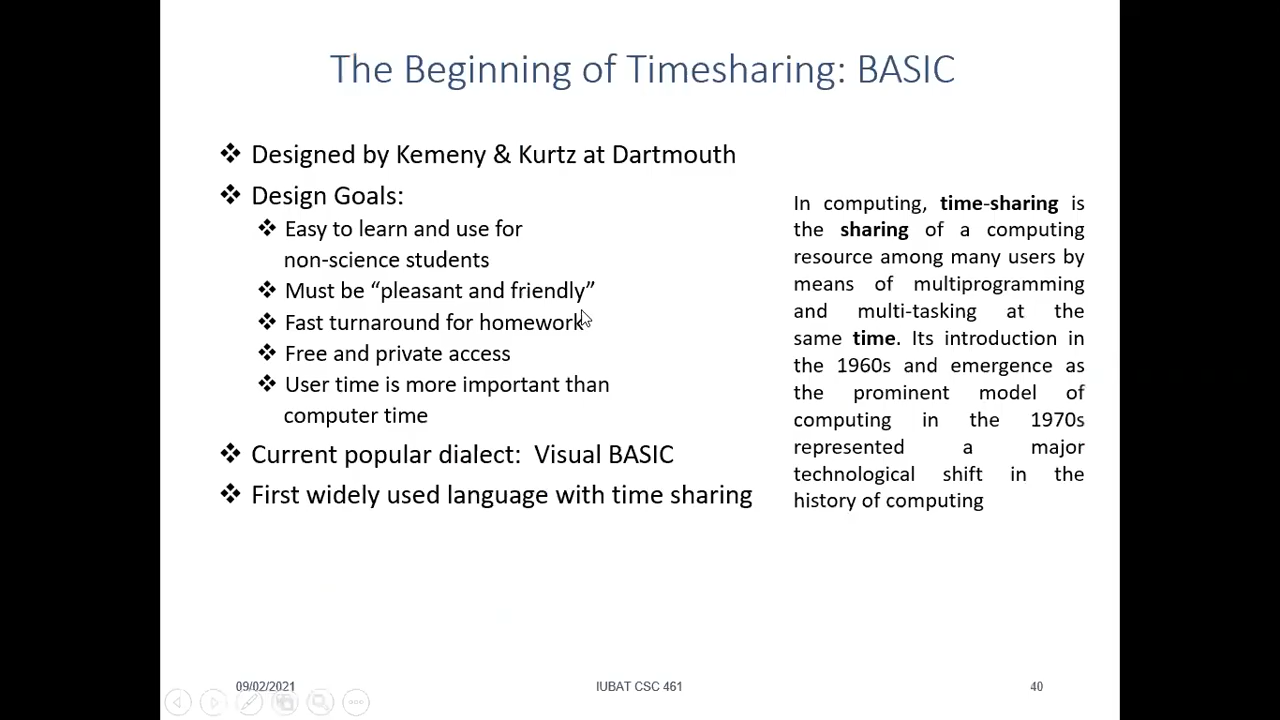 The Beginning of Timesharing: BASIC
❖ Designed by Kemeny & Kurtz at Dartmouth
❖ Design Goals:
❖ Easy to learn and use for
non-science students
❖ Must be “pleasant and friendly”
❖ Fast turnaround for homework
❖ Free and private access
❖ User time is more important than
computer time
❖ Current popular dialect: Visual BASIC
❖ First widely used language with time sharing
In computing, time-sharing is
the sharing of a computing
resource among many users by
means of multiprogramming
and multi-tasking at the
same time. Its introduction in
the 1960s and emergence as
the prominent model of
computing in the 1970s
represented a major
technological shift in the
history of computing
09/02/2021
IUBAT CSC 461
40